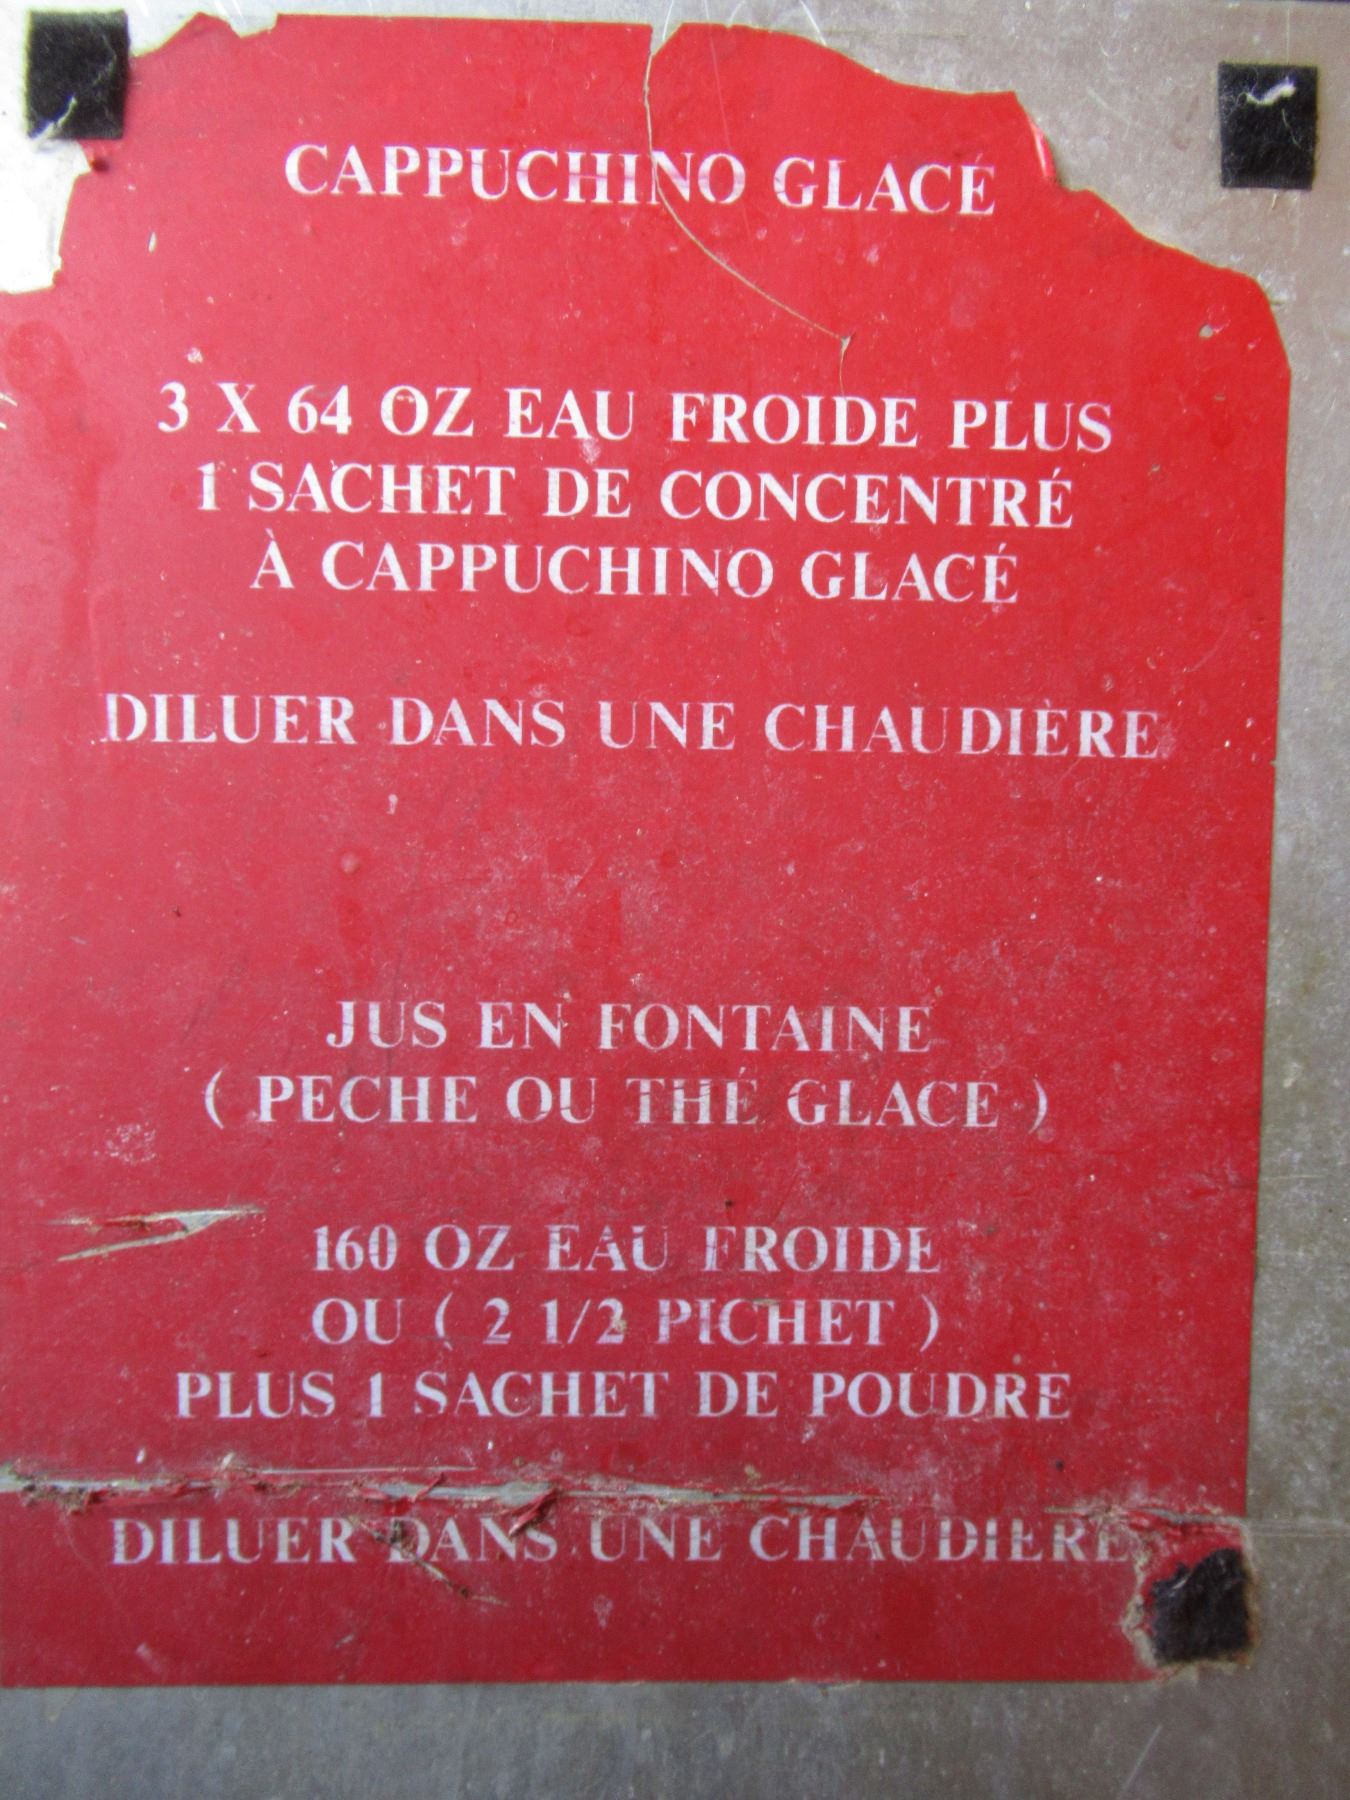 CAPPUCHINO GLACÉ
3 X 64 OZ EAU FROIDE PLUS
1 SACHET DE CONCENTRÉ
À CAPPUCHINO GLACÉ
DILUER DANS UNE CHAUDIÈRE
JUS EN FONTAINE
( PECHE OU THÉ GLACE )
160 OZ EAU FROIDE
OU ( 2 1/2 PICHET )
PLUS 1 SACHET DE POUDRE
DILUER DANS UNE CHAUDIERE